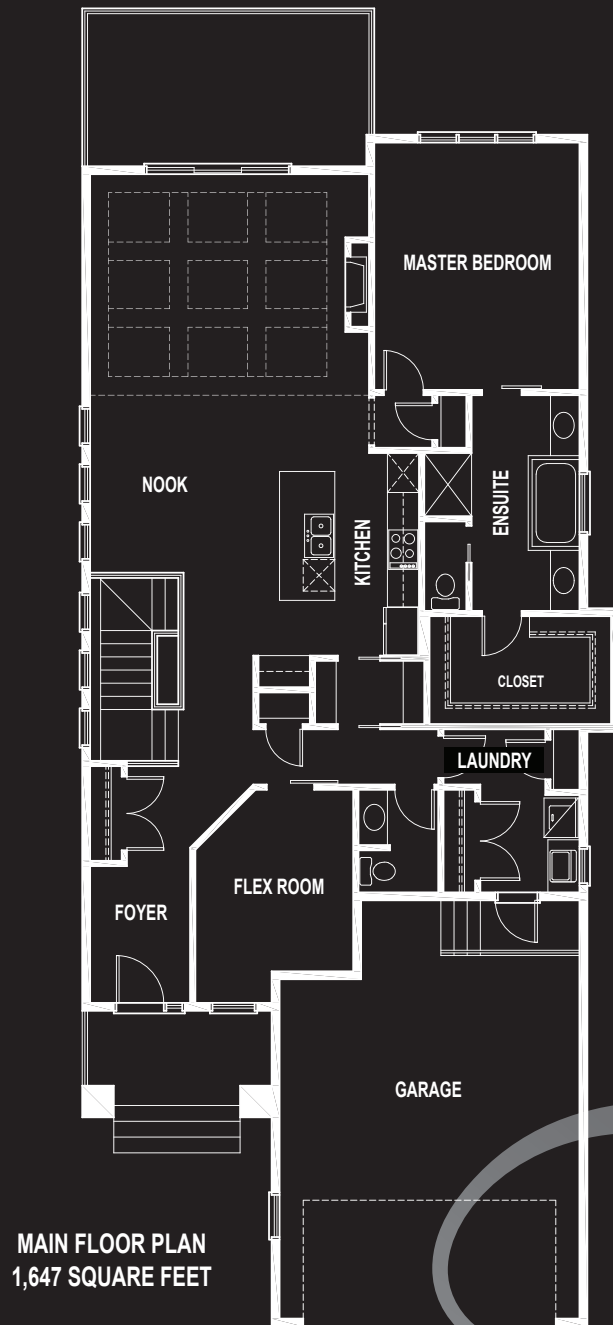 MASTER BEDROOM
NOOK
KITCHEN
ENSUITE
CLOSET
LAUNDRY
FLEX ROOM
FOYER
GARAGE
MAIN FLOOR PLAN
1,647 SQUARE FEET